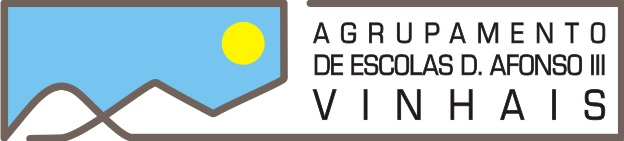 AGRUPAMENTO
DE ESCOLAS D. AFONSO III
VINHAIS